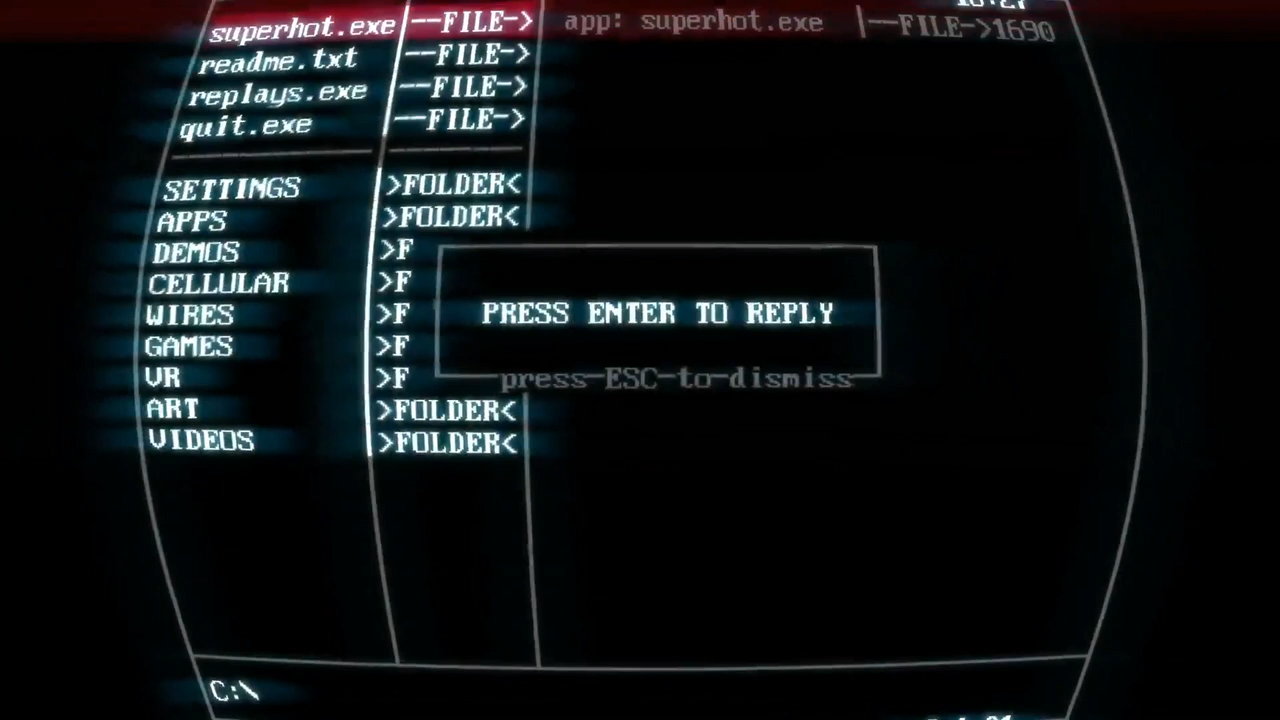 superhot.exe --FILE-> app: superhot.exe |--FILE->1690
readme.txt --FILE->
replays.exe --FILE->
quit.exe --FILE->
SETTINGS >FOLDER<
APPS >FOLDER<
DEMOS >F
CELLULAR >F
WIRES >F
PRESS ENTER TO REPLY
GAMES >F
VR >F
press ESC to dismiss
ART >FOLDER<
VIDEOS >FOLDER<
C:\